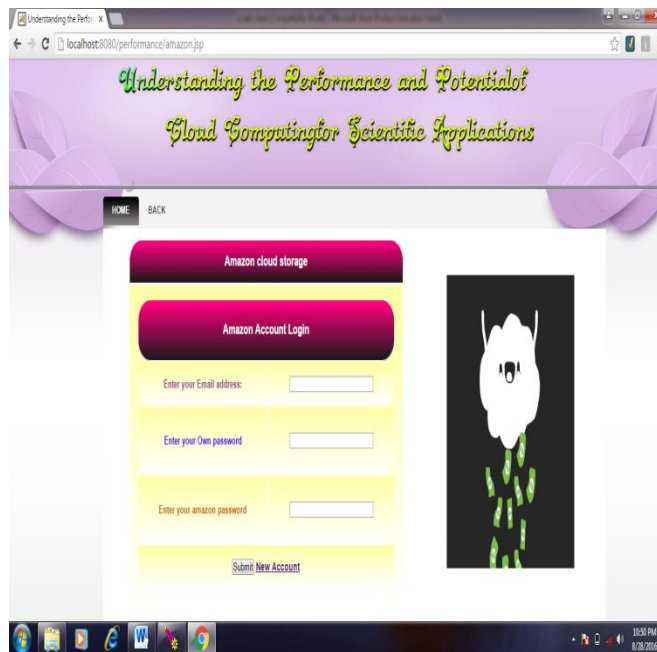 Understanding the Perfor
localhost:8080/performance/amazon.jsp
Understanding the Performance and Potentialof
Cloud Computingfor Scientific Applications
HOME BACK
Amazon cloud storage
Amazon Account Login
Enter your Email address:
Enter your Own password
Enter your amazon password
Submit New Account
10:50 PM
8/28/2016